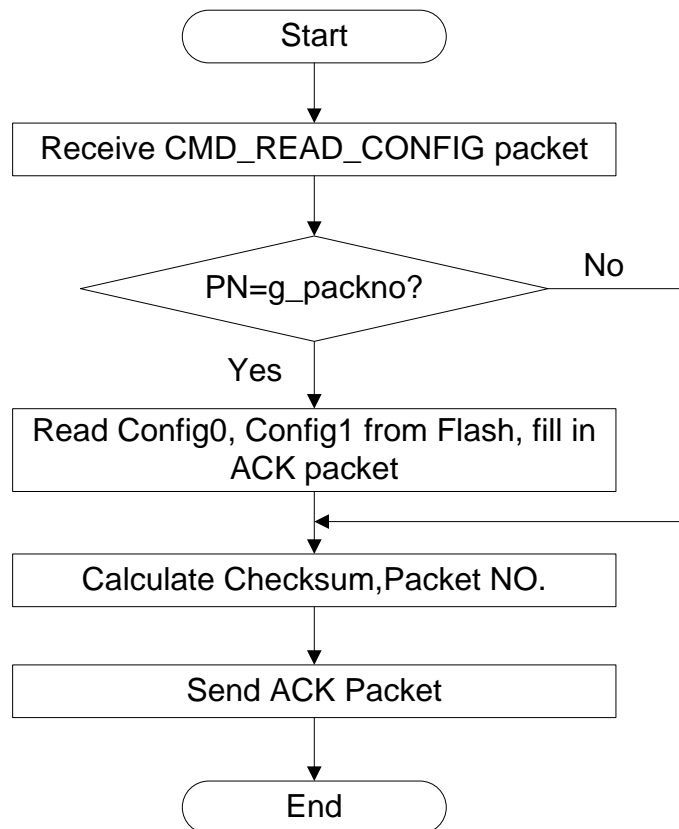 Start
Receive CMD_READ_CONFIG packet
PN=g_packno?
No
Yes
Read Config0, Config1 from Flash, fill in
ACK packet
Calculate Checksum,Packet NO.
Send ACK Packet
End